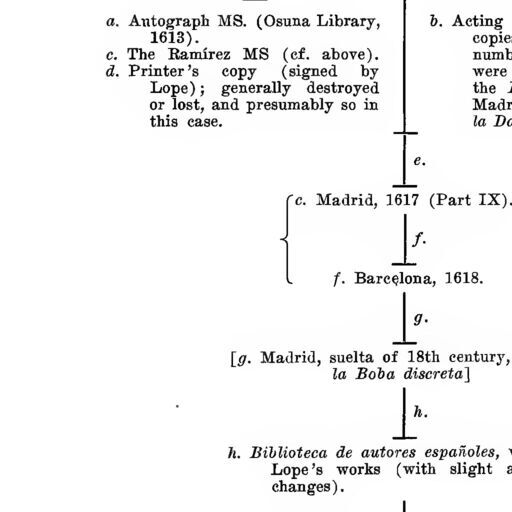 a. Autograph MS. (Osuna Library,
1613).
c. The Ramírez MS (cf. above).
d. Printer's copy (signed by
Lope); generally destroyed
or lost, and presumably so in
this case.
b. Acting
copie
numb
were
the
Madr
la Do
e.
c. Madrid, 1617 (Part IX).
f.
f. Barcelona, 1618.
g.
[g. Madrid, suelta of 18th century,
la Boba discreta]
h.
h. Biblioteca de autores españoles,
Lope's works (with slight a
changes).